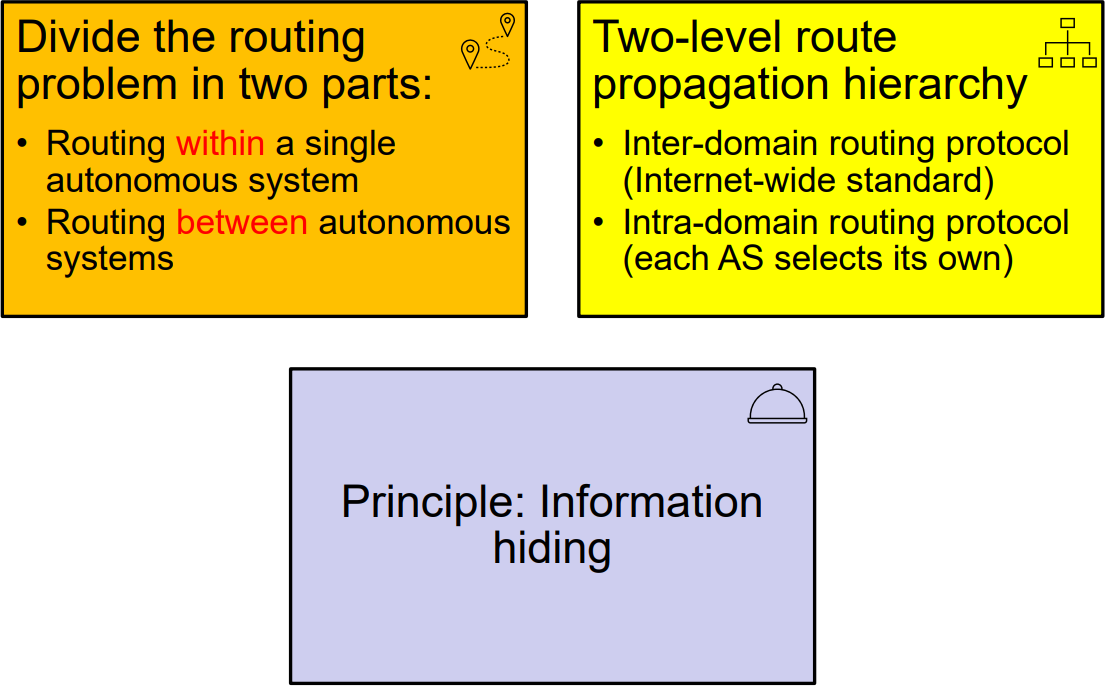 Divide the routing
problem in two parts:
• Routing within a single
autonomous system
• Routing between autonomous
systems
Two-level route
propagation hierarchy
• Inter-domain routing protocol
(Internet-wide standard)
• Intra-domain routing protocol
(each AS selects its own)
Principle: Information
hiding